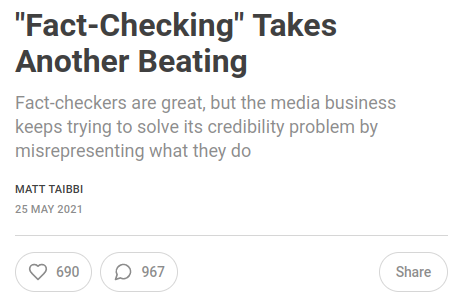 "Fact-Checking" Takes
Another Beating
Fact-checkers are great, but the media business
keeps trying to solve its credibility problem by
misrepresenting what they do
MATT TAIBBI
25 MAY 2021
690
967
Share